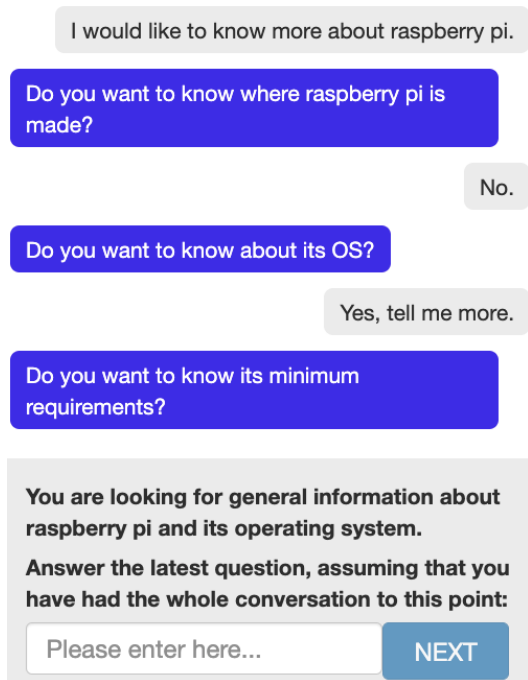 I would like to know more about raspberry pi.
Do you want to know where raspberry pi is
made?
No.
Do you want to know about its OS?
Yes, tell me more.
Do you want to know its minimum
requirements?
You are looking for general information about
raspberry pi and its operating system.
Answer the latest question, assuming that you
have had the whole conversation to this point:
Please enter here...
NEXT